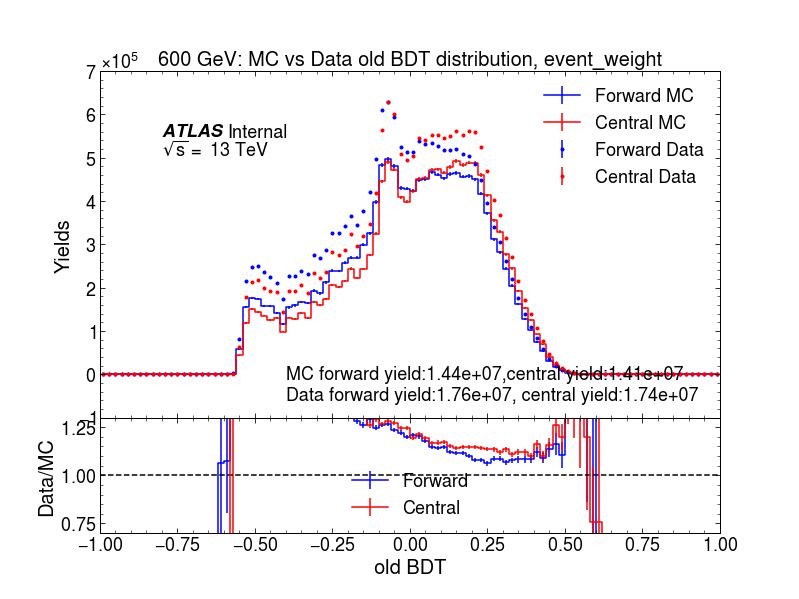 ×10⁵ 600 GeV: MC vs Data old BDT distribution, event_weight
7
6
5
4
3
2
1
0
1
Yields
ATLAS Internal
√s = 13 TeV
Forward MC
Central MC
Forward Data
Central Data
MC forward yield:1.44e+07,central yield:1.41e+07
Data forward yield:1.76e+07, central yield:1.74e+07
1.25
1.00
0.75
Data/MC
Forward
Central
−1.00 −0.75 −0.50 −0.25 0.00 0.25 0.50 0.75 1.00
old BDT